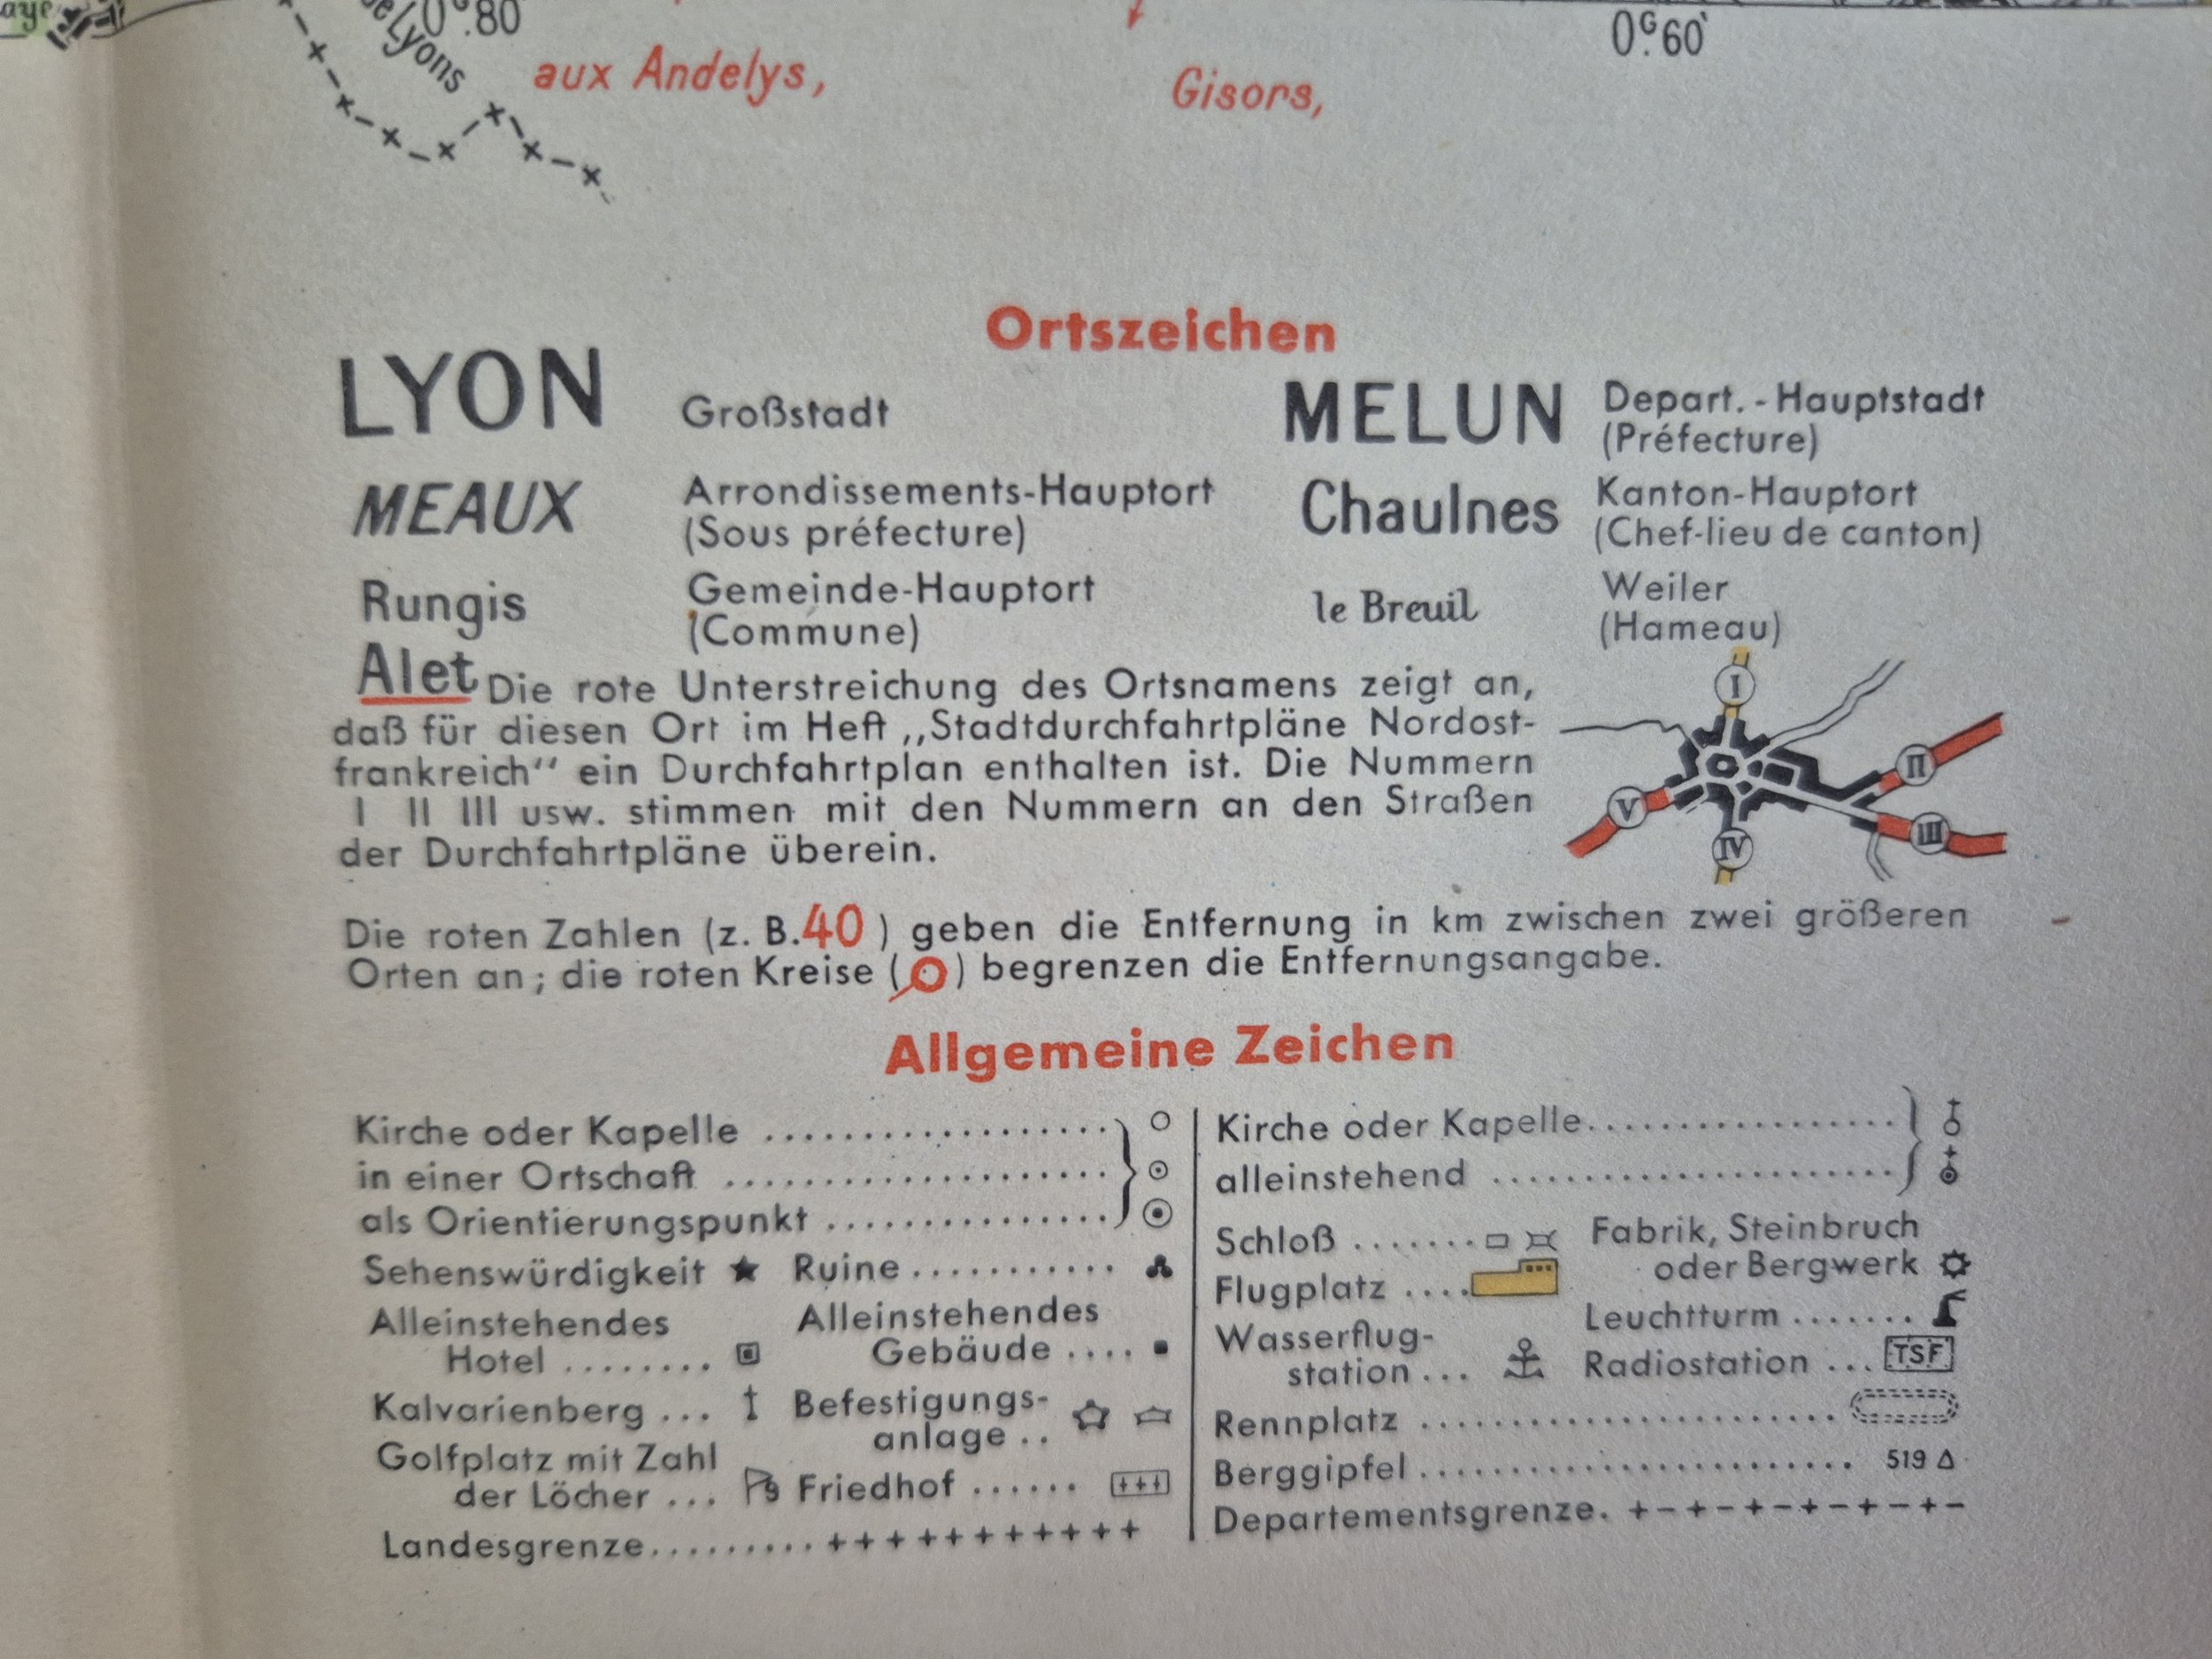 de Lyons
0ᴳ.80
aux Andelys,
Gisors,
0ᴳ.60`
Ortszeichen
LYON Großstadt
MELUN Depart. - Hauptstadt
(Préfecture)
MEAUX Arrondissements-Hauptort
(Sous préfecture)
Chaulnes Kanton-Hauptort
(Chef-lieu de canton)
Rungis Gemeinde-Hauptort
(Commune)
le Breuil Weiler
(Hameau)
Alet Die rote Unterstreichung des Ortsnamens zeigt an,
daß für diesen Ort im Heft ,,Stadtdurchfahrtpläne Nordost-
frankreich“ ein Durchfahrtplan enthalten ist. Die Nummern
I II III usw. stimmen mit den Nummern an den Straßen
der Durchfahrtpläne überein.
I
II
III
IV
V
Die roten Zahlen (z. B. 40 ) geben die Entfernung in km zwischen zwei größeren
Orten an ; die roten Kreise ( ) begrenzen die Entfernungsangabe.
Allgemeine Zeichen
Kirche oder Kapelle ..................
in einer Ortschaft ....................
als Orientierungspunkt ...............
Sehenswürdigkeit ★ Ruine ...........
Alleinstehendes
Hotel ........
Alleinstehendes
Gebäude ....
Kalvarienberg ...
Befestigungs-
anlage ..
Golfplatz mit Zahl
der Löcher ... 9
Friedhof ......
Landesgrenze......... + + + + + + + + + + +
Kirche oder Kapelle................
alleinstehend .....................
Schloß .......
Fabrik, Steinbruch
oder Bergwerk
Flugplatz ....
Leuchtturm .......
Wasserflug-
station ...
Radiostation ... TSF
Rennplatz ......................
Berggipfel ....................... 519 △
Departementsgrenze. + – + – + – + – + – + –